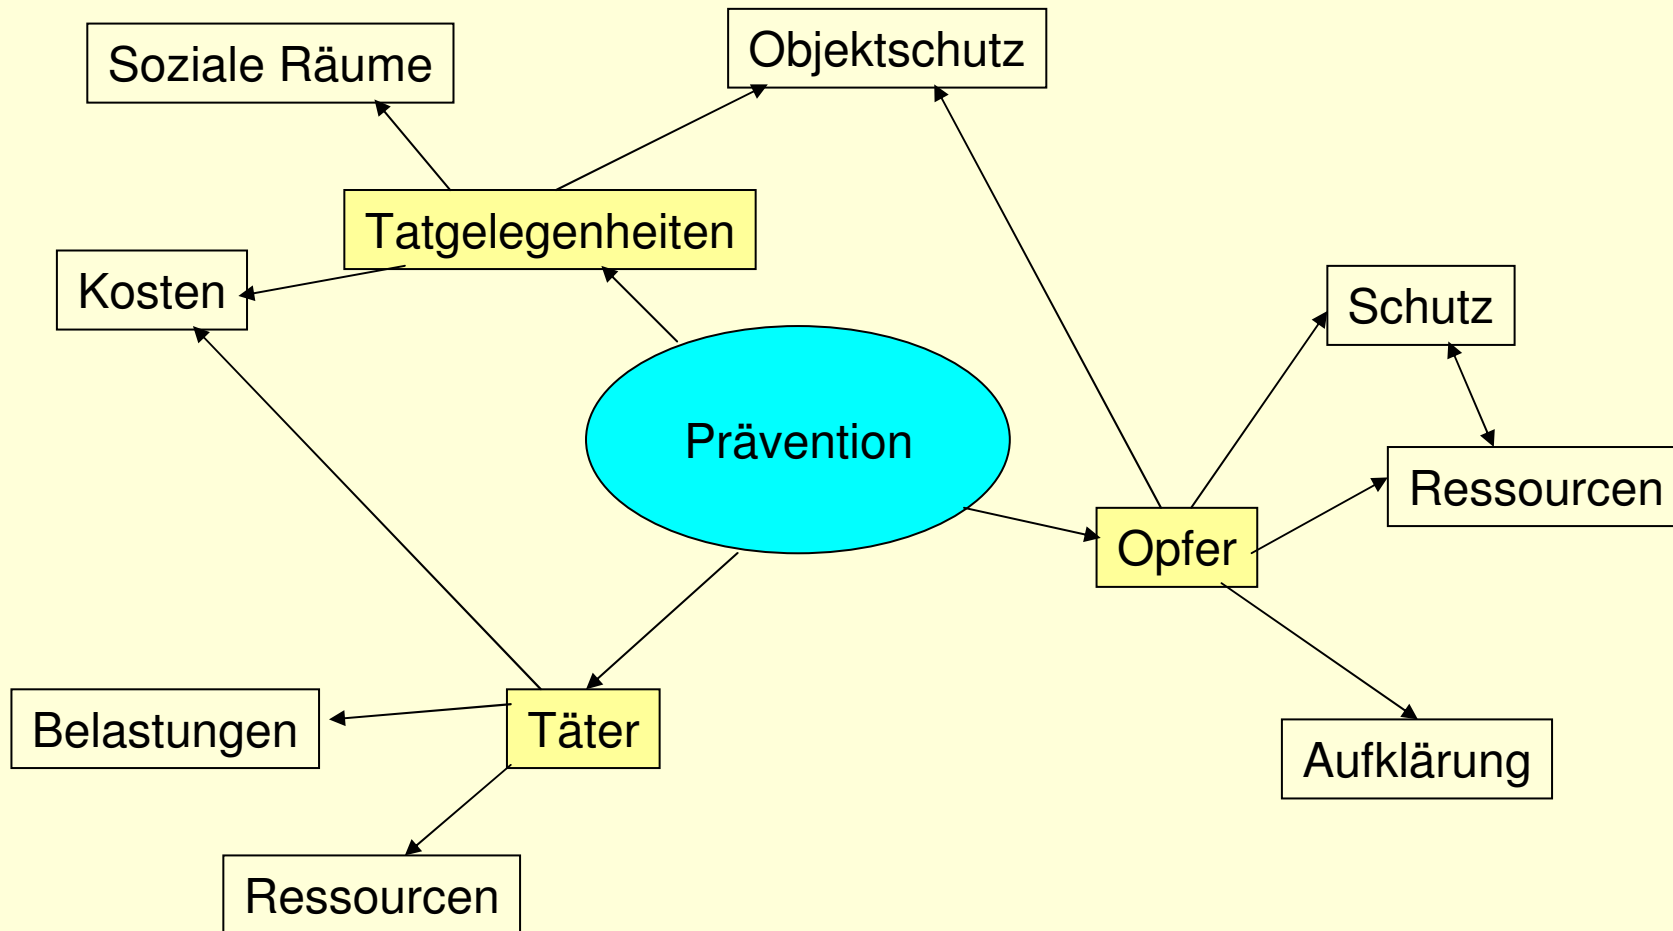 Soziale Räume
Objektschutz
Tatgelegenheiten
Kosten
Schutz
Prävention
Ressourcen
Opfer
Belastungen
Täter
Aufklärung
Ressourcen